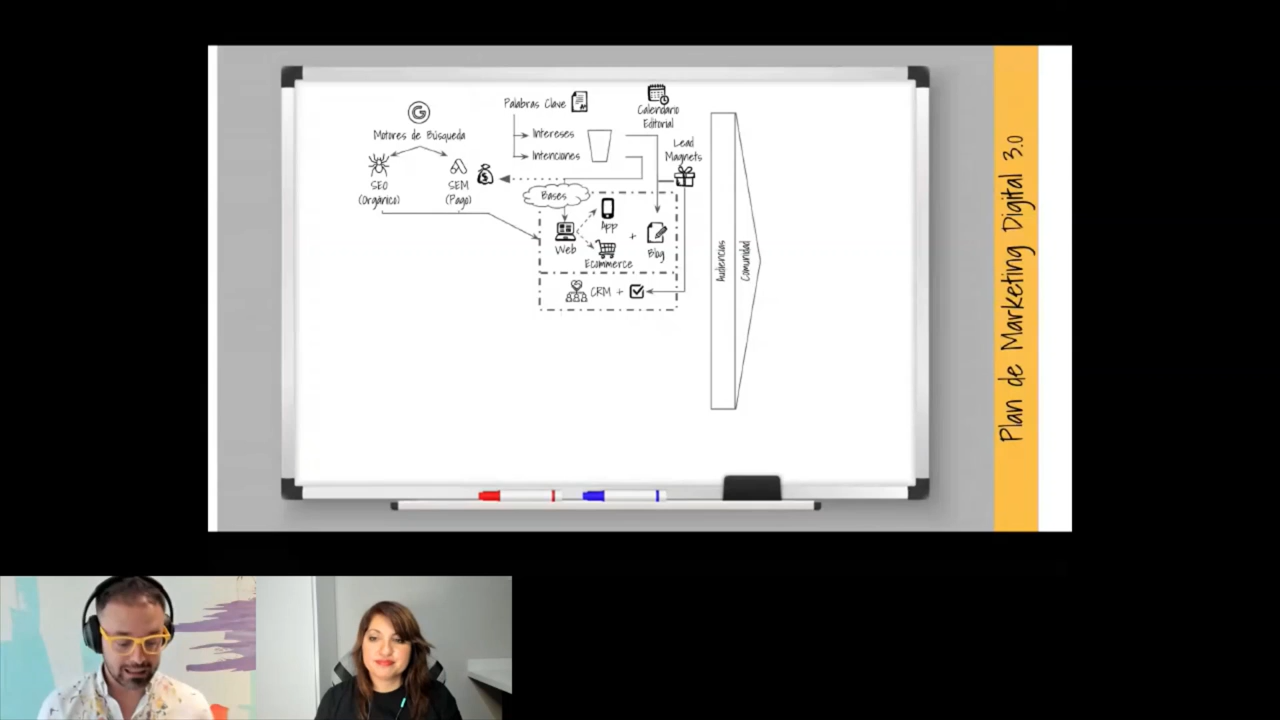 Palabras Clave
Calendario
Editorial
G
Motores de Búsqueda
Intereses
Intenciones
Lead
Magnets
SEO
(Orgánico)
SEM
(Pago)
$
Bases
App
Web
+
Blog
Ecommerce
CRM +
Audiencias
Comunidad
Plan de Marketing Digital 3.0